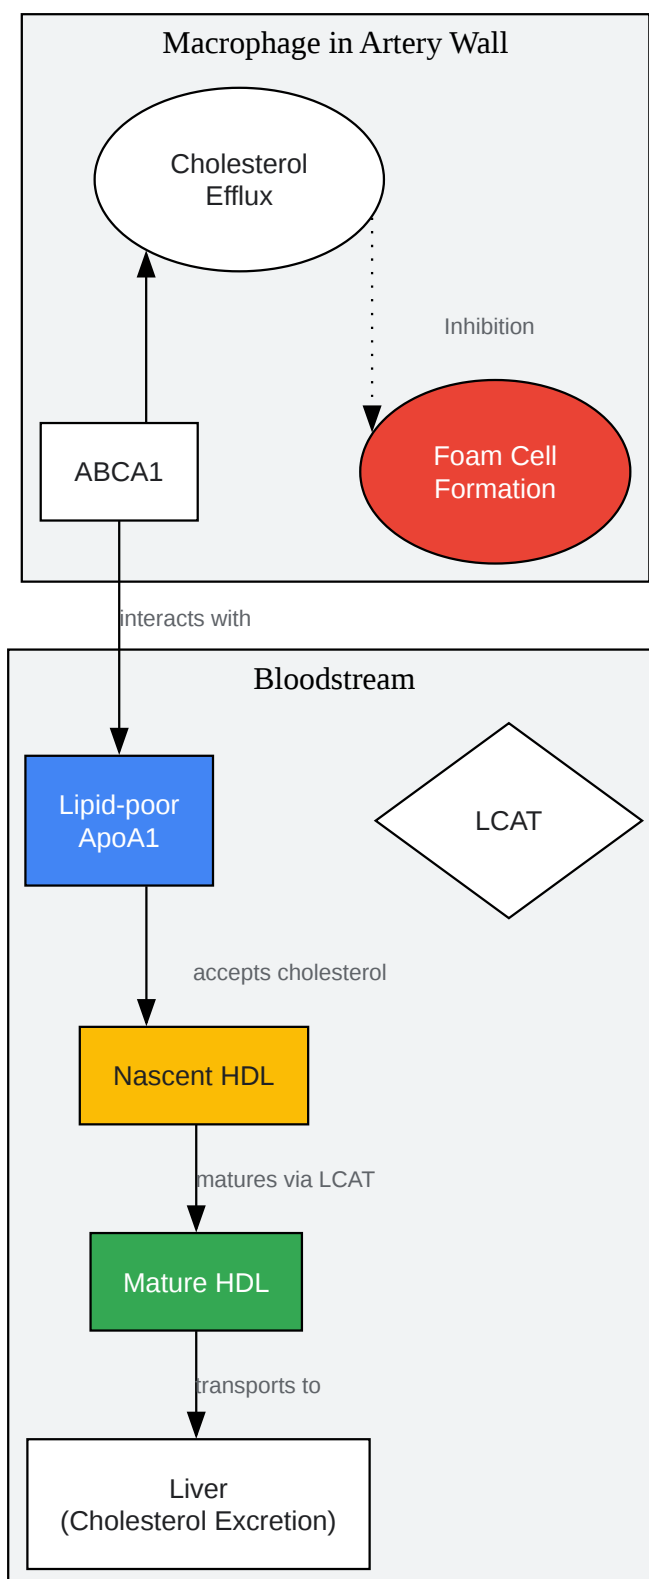 Macrophage in Artery Wall
Cholesterol
Efflux
Inhibition
ABCA1
Foam Cell
Formation
interacts with
Bloodstream
Lipid-poor
ApoA1
LCAT
accepts cholesterol
Nascent HDL
matures via LCAT
Mature HDL
transports to
Liver
(Cholesterol Excretion)